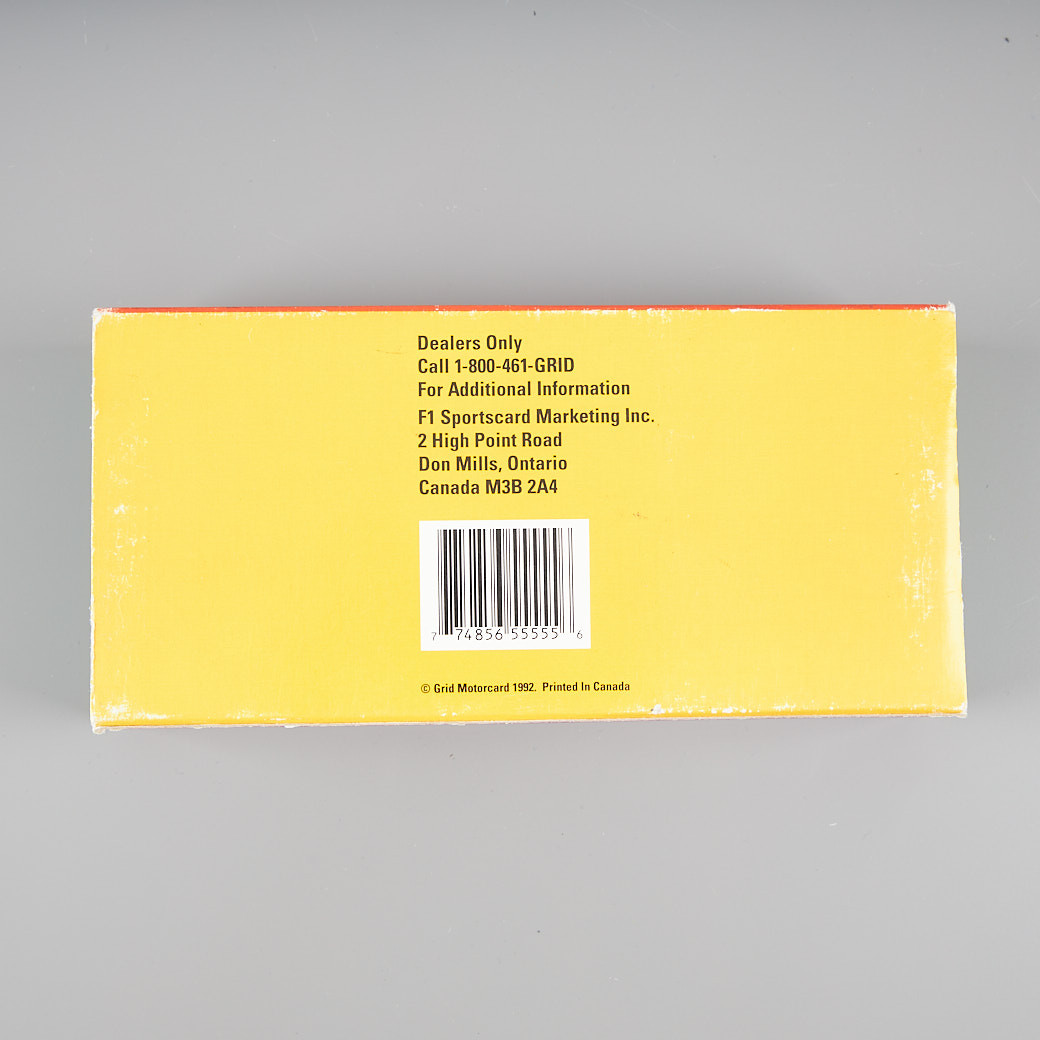 Dealers Only
Call 1-800-461-GRID
For Additional Information
F1 Sportscard Marketing Inc.
2 High Point Road
Don Mills, Ontario
Canada M3B 2A4
7 74856 55555 6
© Grid Motorcard 1992. Printed In Canada